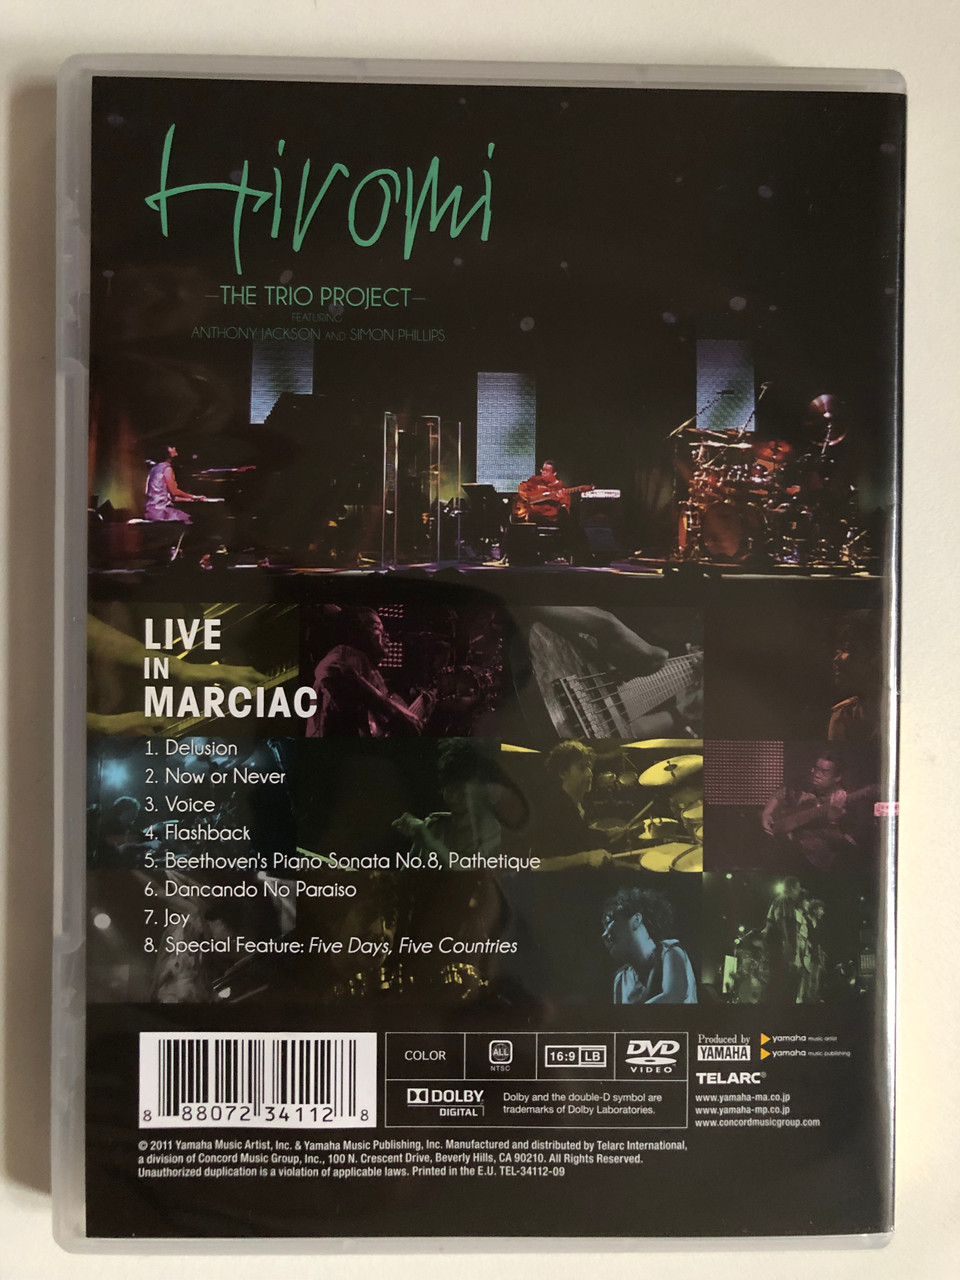 Hiromi
–THE TRIO PROJECT–
FEATURING
ANTHONY JACKSON AND SIMON PHILLIPS
LIVE
IN
MARCIAC
1. Delusion
2. Now or Never
3. Voice
4. Flashback
5. Beethoven's Piano Sonata No.8, Pathetique
6. Dancando No Paraiso
7. Joy
8. Special Feature: Five Days, Five Countries
8 88072 34112 8
COLOR
ALL
NTSC
16:9 LB
DVD
VIDEO
DOLBY
DIGITAL
Dolby and the double-D symbol are
trademarks of Dolby Laboratories.
Produced by
YAMAHA
yamaha music artist
yamaha music publishing
TELARC®
www.yamaha-ma.co.jp
www.yamaha-mp.co.jp
www.concordmusicgroup.com
© 2011 Yamaha Music Artist, Inc. & Yamaha Music Publishing, Inc. Manufactured and distributed by Telarc International,
a division of Concord Music Group, Inc., 100 N. Crescent Drive, Beverly Hills, CA 90210. All Rights Reserved.
Unauthorized duplication is a violation of applicable laws. Printed in the E.U. TEL-34112-09